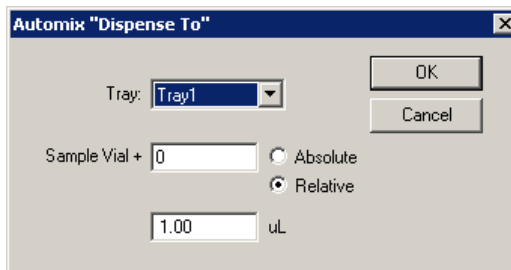 Automix "Dispense To"
Tray: Tray1
OK
Cancel
Sample Vial + 0
Absolute
Relative
1.00 uL